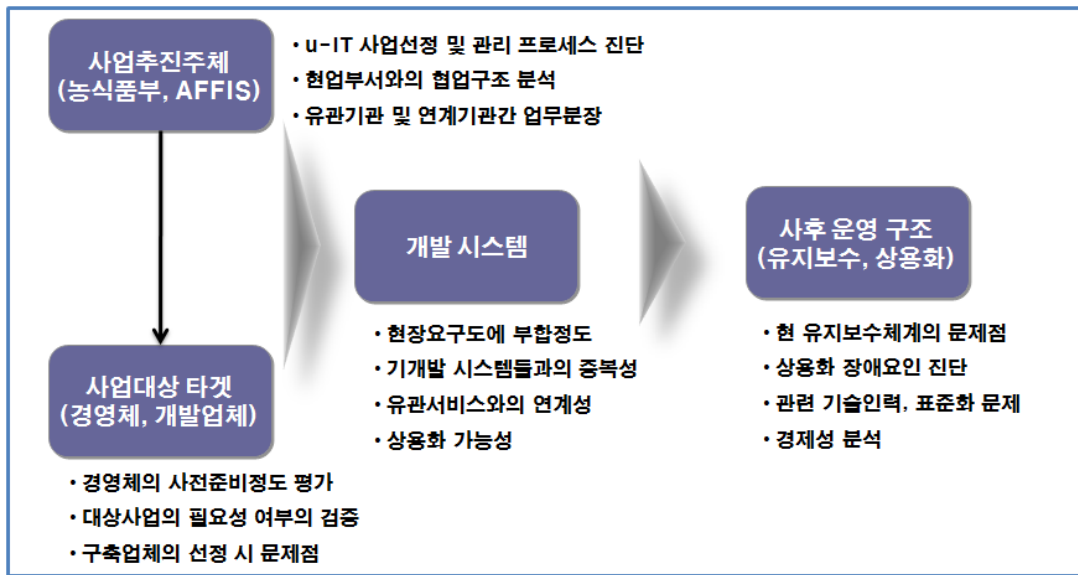 사업추진주체
(농식품부, AFFIS)
• u-IT 사업선정 및 관리 프로세스 진단
• 현업부서와의 협업구조 분석
• 유관기관 및 연계기관간 업무분장
사업대상 타겟
(경영체, 개발업체)
• 경영체의 사전준비정도 평가
• 대상사업의 필요성 여부의 검증
• 구축업체의 선정 시 문제점
개발 시스템
• 현장요구도에 부합정도
• 기개발 시스템들과의 중복성
• 유관서비스와의 연계성
• 상용화 가능성
사후 운영 구조
(유지보수, 상용화)
• 현 유지보수체계의 문제점
• 상용화 장애요인 진단
• 관련 기술인력, 표준화 문제
• 경제성 분석